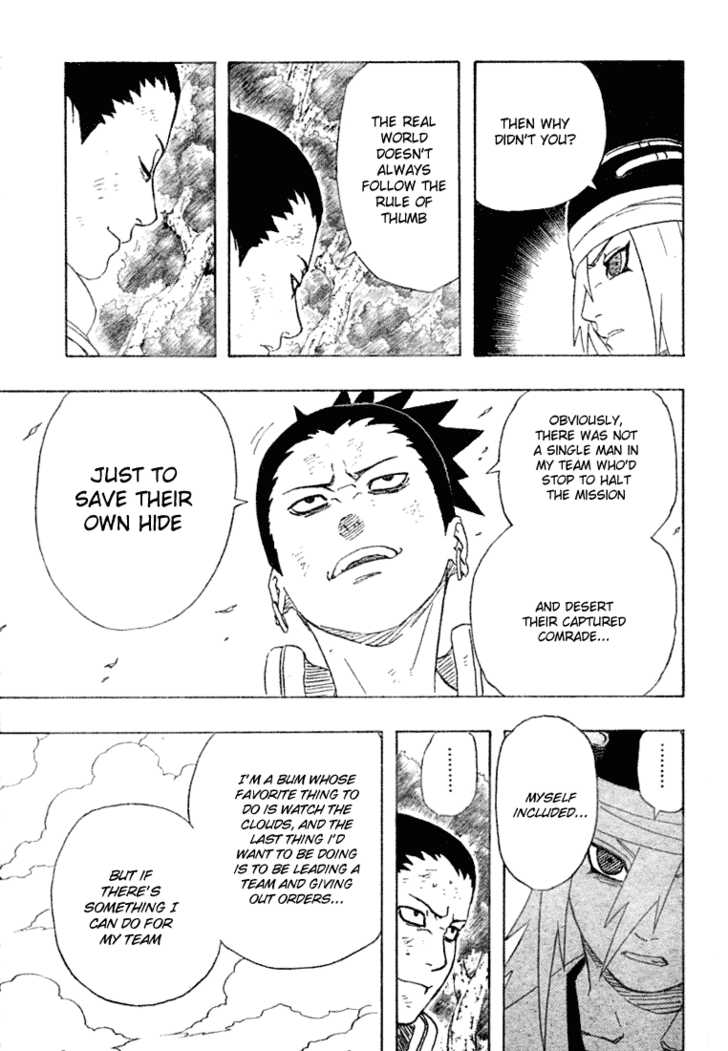 THEN WHY
DIDN'T YOU?
THE REAL
WORLD
DOESN'T
ALWAYS
FOLLOW THE
RULE OF
THUMB
OBVIOUSLY,
THERE WAS NOT
A SINGLE MAN IN
MY TEAM WHO'D
STOP TO HALT
THE MISSION
AND DESERT
THEIR CAPTURED
COMRADE...
JUST TO
SAVE THEIR
OWN HIDE
........
MYSELF
INCLUDED...
........
I'M A BUM WHOSE
FAVORITE THING TO
DO IS WATCH THE
CLOUDS, AND THE
LAST THING I'D
WANT TO BE DOING
IS TO BE LEADING A
TEAM AND GIVING
OUT ORDERS...
BUT IF
THERE'S
SOMETHING I
CAN DO FOR
MY TEAM